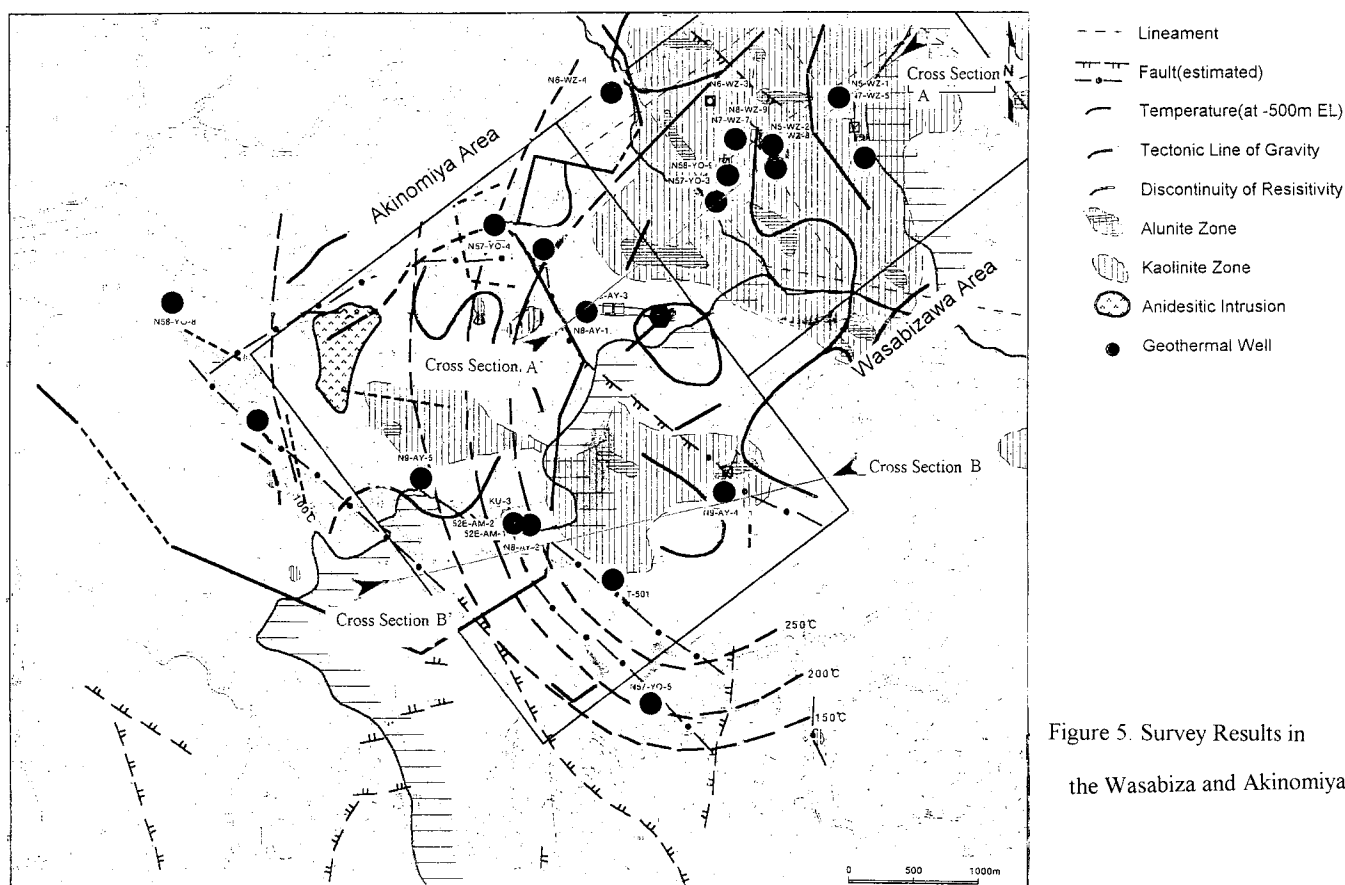 N6-WZ-4
N6-WZ-3
N5-WZ-1
N7-WZ-5
Cross Section
A
N
N8-WZ-9
N7-WZ-7
N5-WZ-2
N58-YO-
N57-YO-3
Akinomiya Area
N57-YO-4
N58-YO-8
-AY-3
N8-AY-1
Wasabizawa Area
Cross Section A
Cross Section B
N9-AY-5
N9-AY-4
KU-3
52E-AM-2
52E-AM-1
N8-AY-2
100℃
T-501
Cross Section B'
250℃
200℃
150℃
N57-YO-5
0 500 1000m
Lineament
Fault(estimated)
Temperature(at -500m EL)
Tectonic Line of Gravity
Discontinuity of Resisitivity
Alunite Zone
Kaolinite Zone
Anidesitic Intrusion
Geothermal Well
Figure 5. Survey Results in
the Wasabiza and Akinomiya